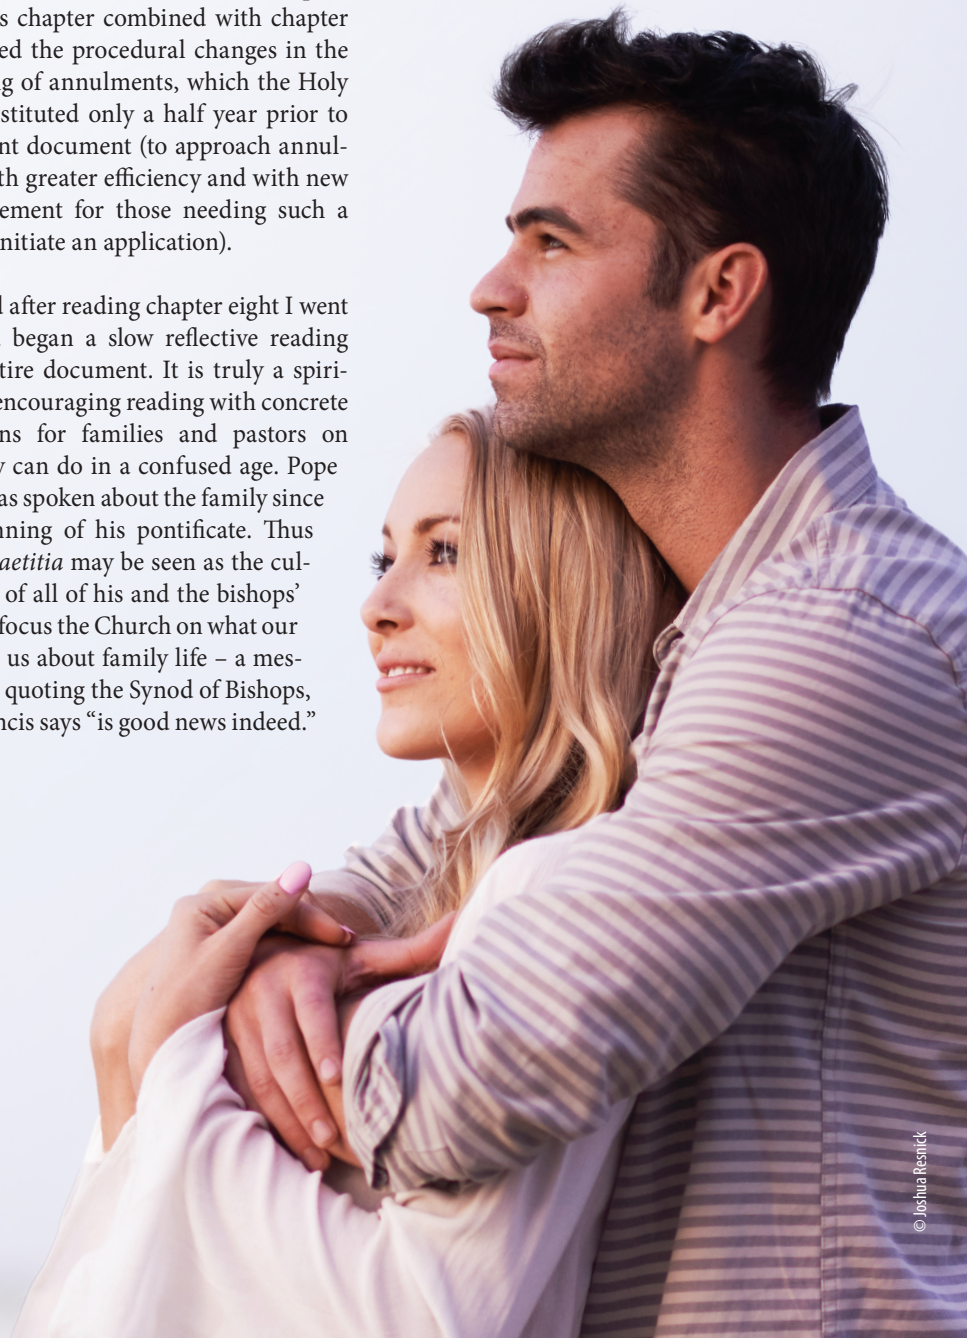 s chapter combined with chapter
ed the procedural changes in the
g of annulments, which the Holy
stituted only a half year prior to
nt document (to approach annul-
th greater efficiency and with new
ement for those needing such a
nitiate an application).
l after reading chapter eight I went
began a slow reflective reading
tire document. It is truly a spiri-
encouraging reading with concrete
ns for families and pastors on
y can do in a confused age. Pope
as spoken about the family since
nning of his pontificate. Thus
aetitia may be seen as the cul-
of all of his and the bishops’
focus the Church on what our
us about family life – a mes-
quoting the Synod of Bishops,
ncis says “is good news indeed.”
© Joshua Resnick